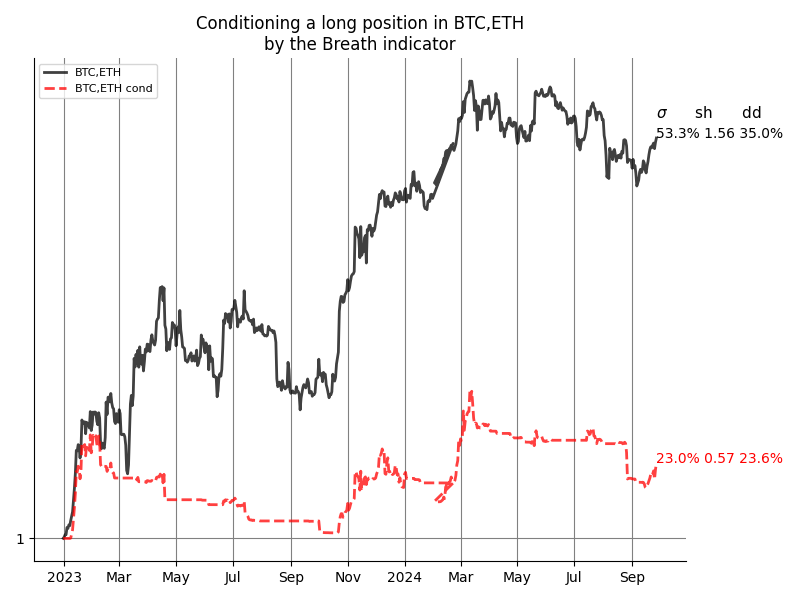 Conditioning a long position in BTC,ETH
by the Breath indicator
BTC,ETH
BTC,ETH cond
σ sh dd
53.3% 1.56 35.0%
23.0% 0.57 23.6%
1
2023 Mar May Jul Sep Nov 2024 Mar May Jul Sep